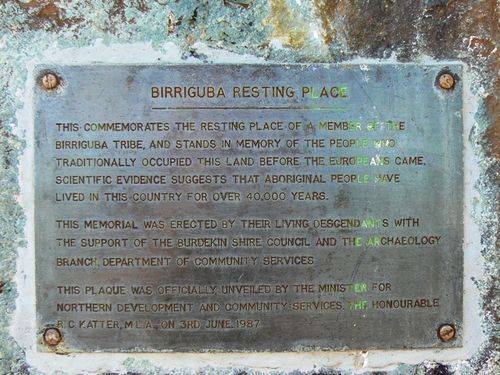 BIRRIGUBA RESTING PLACE
THIS COMMEMORATES THE RESTING PLACE OF A MEMBER OF THE
BIRRIGUBA TRIBE, AND STANDS IN MEMORY OF THE PEOPLE WHO
TRADITIONALLY OCCUPIED THIS LAND BEFORE THE EUROPEANS CAME.
SCIENTIFIC EVIDENCE SUGGESTS THAT ABORIGINAL PEOPLE HAVE
LIVED IN THIS COUNTRY FOR OVER 40,000 YEARS.
THIS MEMORIAL WAS ERECTED BY THEIR LIVING DESCENDANTS WITH
THE SUPPORT OF THE BURDEKIN SHIRE COUNCIL AND THE ARCHAEOLOGY
BRANCH, DEPARTMENT OF COMMUNITY SERVICES
THIS PLAQUE WAS OFFICIALLY UNVEILED BY THE MINISTER FOR
NORTHERN DEVELOPMENT AND COMMUNITY SERVICES, THE HONOURABLE
R.C. KATTER, M.L.A., ON 3RD JUNE, 1987